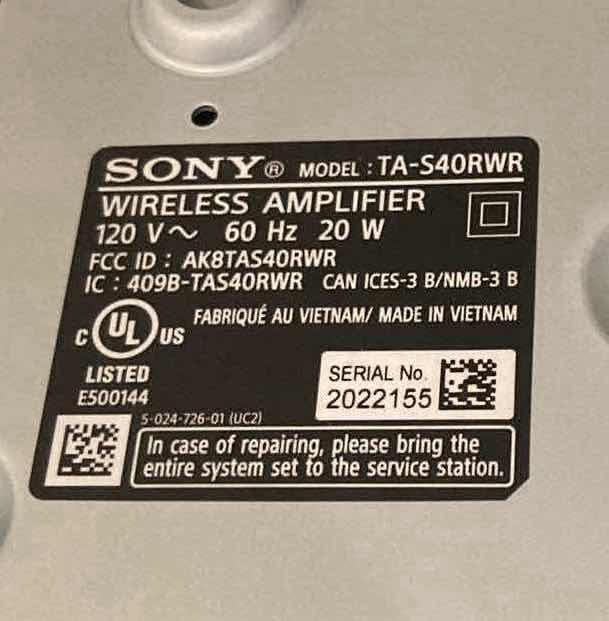 SONY® MODEL : TA-S40RWR
WIRELESS AMPLIFIER
120 V~ 60 Hz 20 W
FCC ID : AK8TAS40RWR
IC : 409B-TAS40RWR CAN ICES-3 B/NMB-3 B
C UL US
FABRIQUÉ AU VIETNAM/ MADE IN VIETNAM
LISTED
E500144
SERIAL No.
2022155
5-024-726-01 (UC2)
In case of repairing, please bring the
entire system set to the service station.